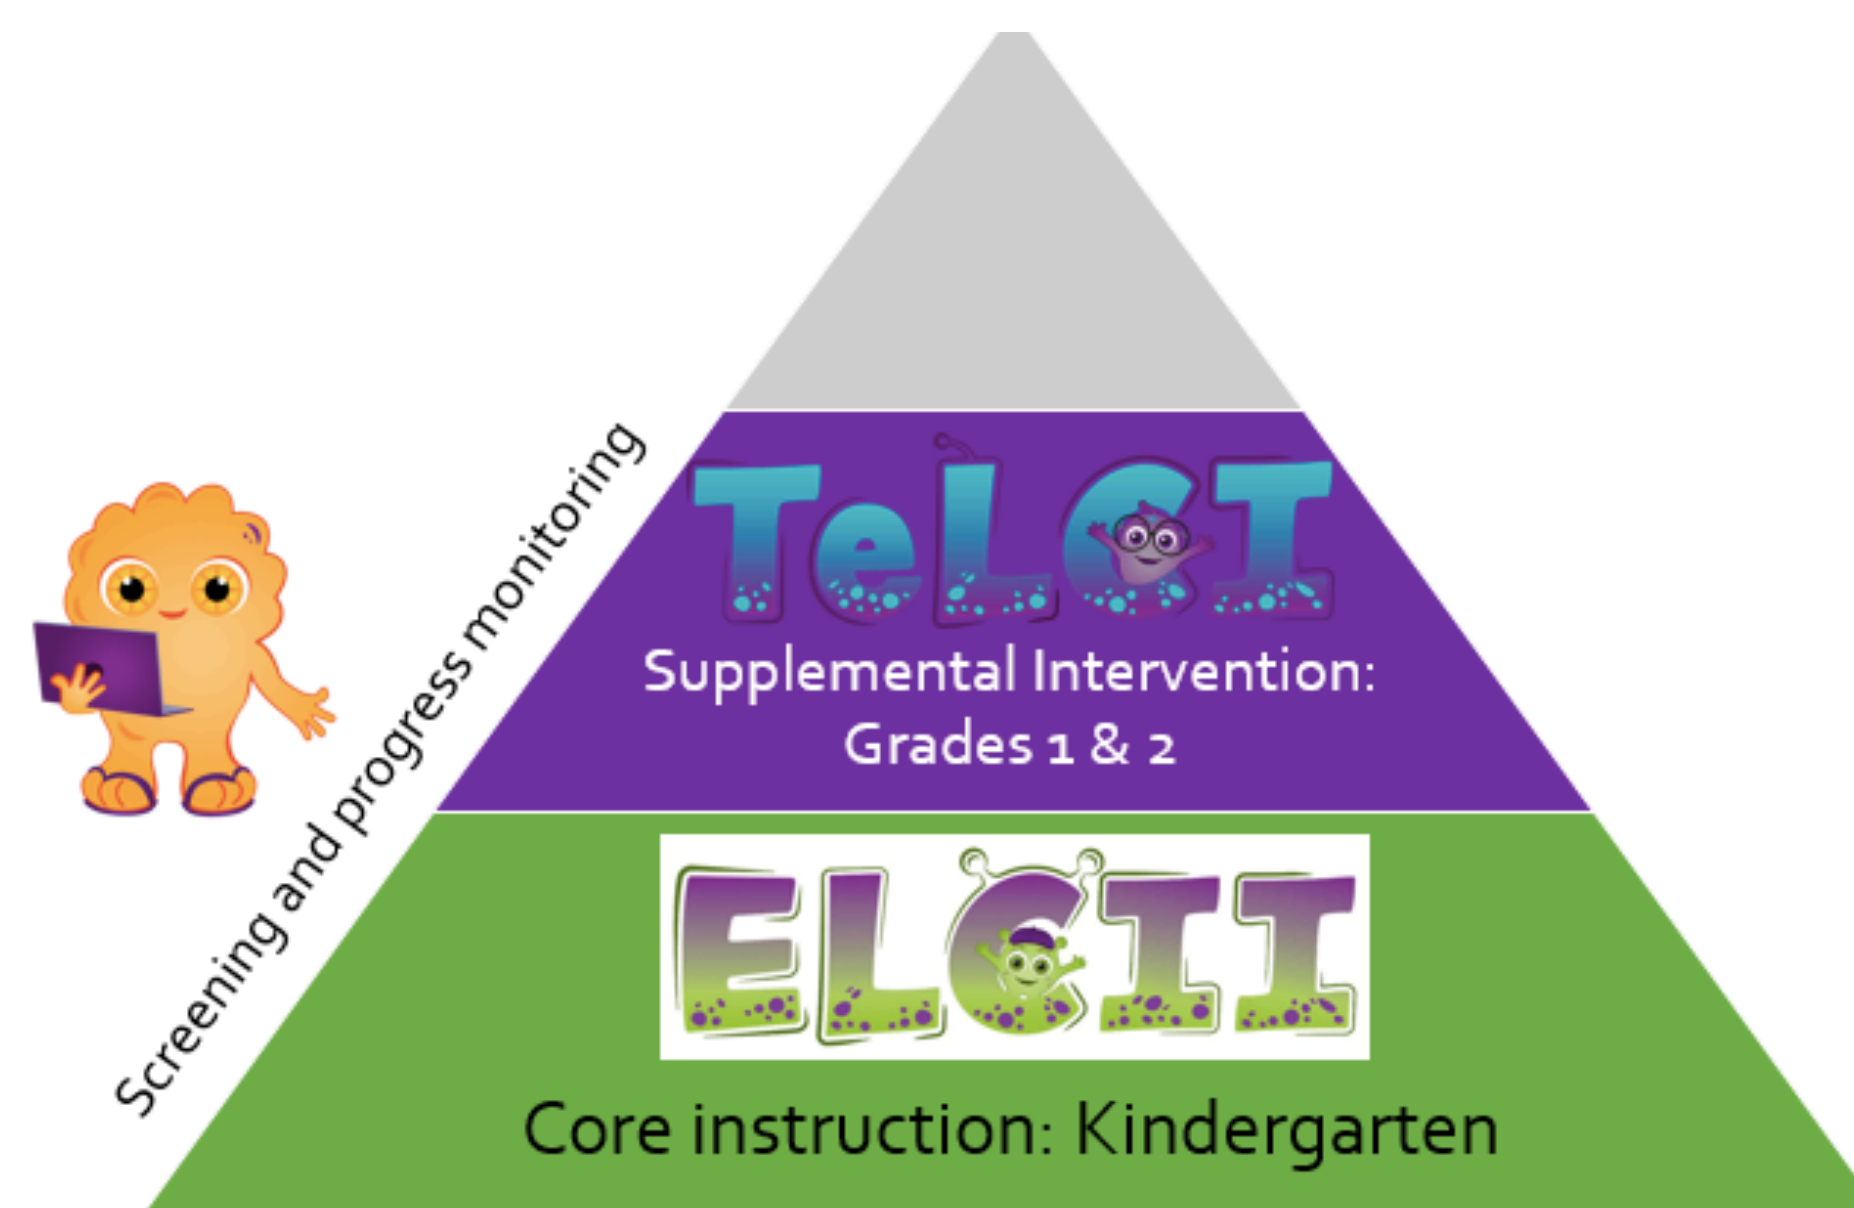 Screening and progress monitoring
TeLCI
Supplemental Intervention:
Grades 1 & 2
ELCII
Core instruction: Kindergarten